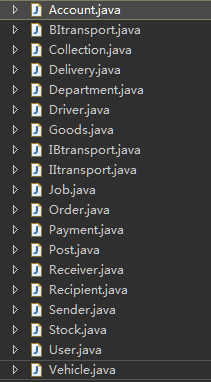 Account.java
BItransport.java
Collection.java
Delivery.java
Department.java
Driver.java
Goods.java
IBtransport.java
IItransport.java
Job.java
Order.java
Payment.java
Post.java
Receiver.java
Recipient.java
Sender.java
Stock.java
User.java
Vehicle.java